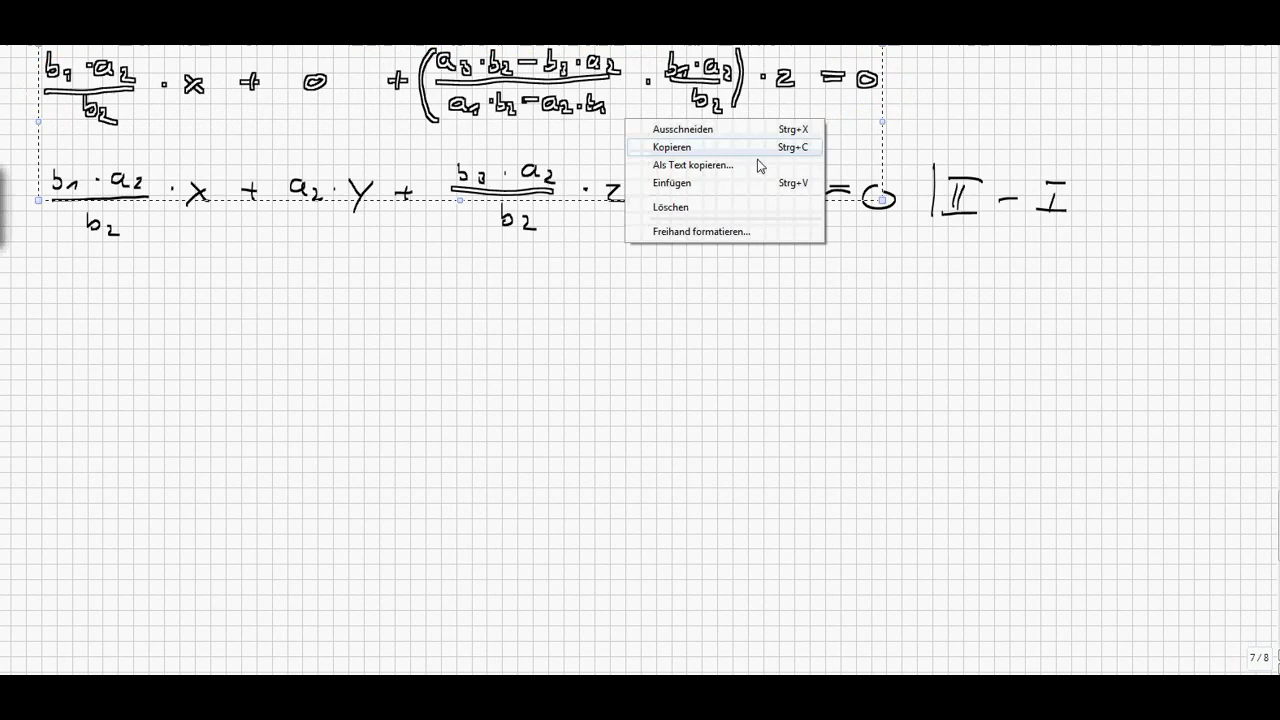 b₁ · a₂ / b₂ · x + 0 + ( a₃ · b₂ − b₃ · a₂ / a₁ · b₂ − a₂ · b₁ · b₁ · a₂ / b₂ ) · z = 0
b₁ · a₂ / b₂ · x + a₂ · y + b₃ · a₂ / b₂ · z = 0 | II − I
Ausschneiden Strg+X
Kopieren Strg+C
Als Text kopieren...
Einfügen Strg+V
Löschen
Freihand formatieren...
7 / 8